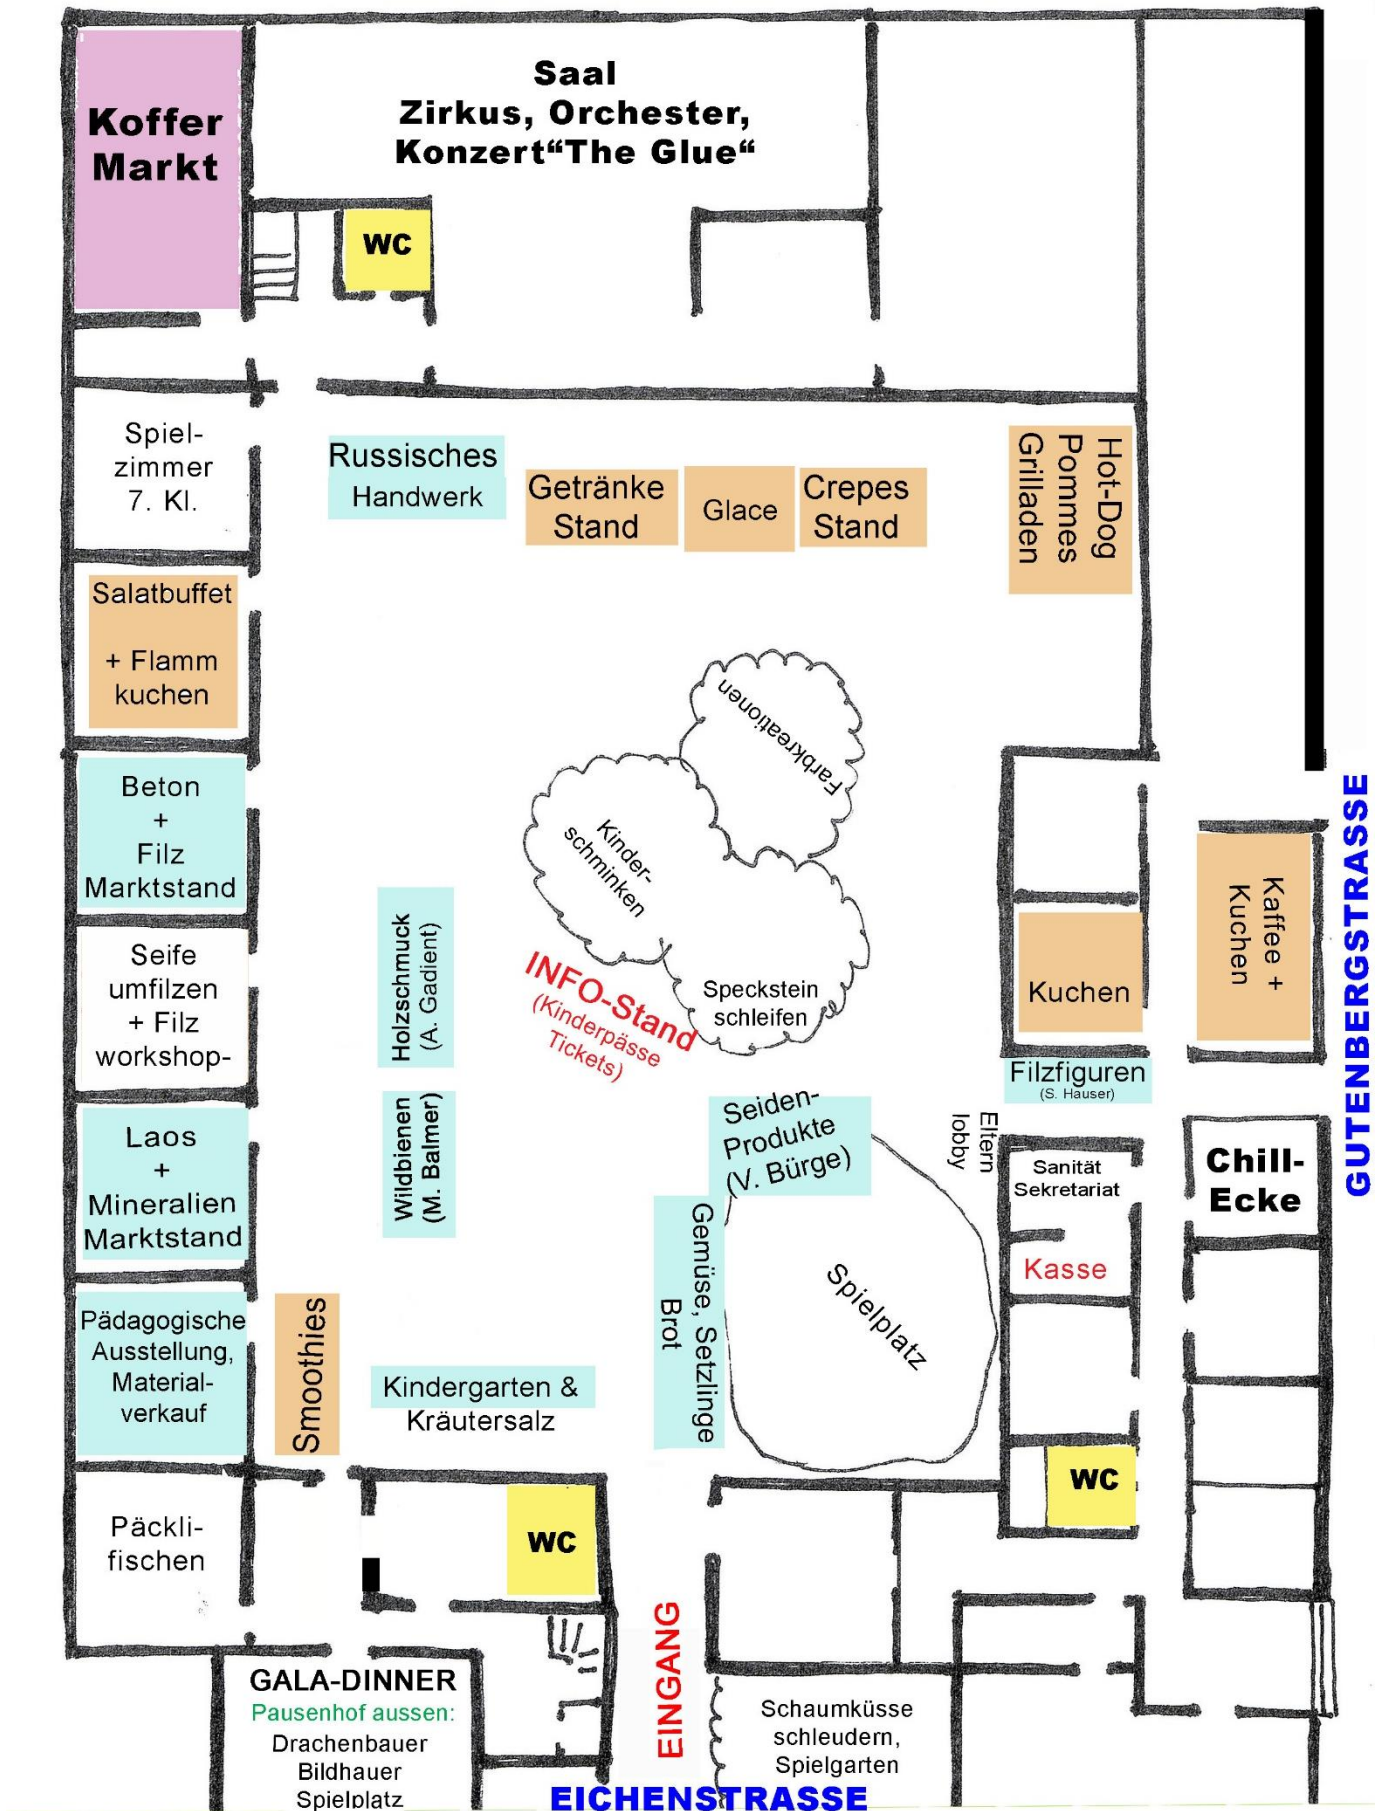 Koffer
Markt
Saal
Zirkus, Orchester,
Konzert“The Glue“
WC
Spiel-
zimmer
7. Kl.
Russisches
Handwerk
Getränke
Stand
Glace
Crepes
Stand
Hot-Dog
Pommes
Grilladen
Salatbuffet
+ Flamm
kuchen
Farbkreationen
Beton
+
Filz
Marktstand
Kinder-
schminken
GUTENBERGSTRASSE
Holzschmuck
(A. Gadient)
Kaffee +
Kuchen
Seife
umfilzen
+ Filz
workshop-
INFO-Stand
(Kinderpässe
Tickets)
Speckstein
schleifen
Kuchen
Filzfiguren
(S. Hauser)
Wildbienen
(M. Balmer)
Seiden-
Produkte
(V. Bürge)
Eltern
lobby
Laos
+
Mineralien
Marktstand
Sanität
Sekretariat
Kasse
Chill-
Ecke
Gemüse, Setzlinge
Brot
Spielplatz
Pädagogische
Ausstellung,
Material-
verkauf
Smoothies
Kindergarten &
Kräutersalz
WC
Päckli-
fischen
WC
EINGANG
GALA-DINNER
Pausenhof aussen:
Drachenbauer
Bildhauer
Spielplatz
Schaumküsse
schleudern,
Spielgarten
EICHENSTRASSE